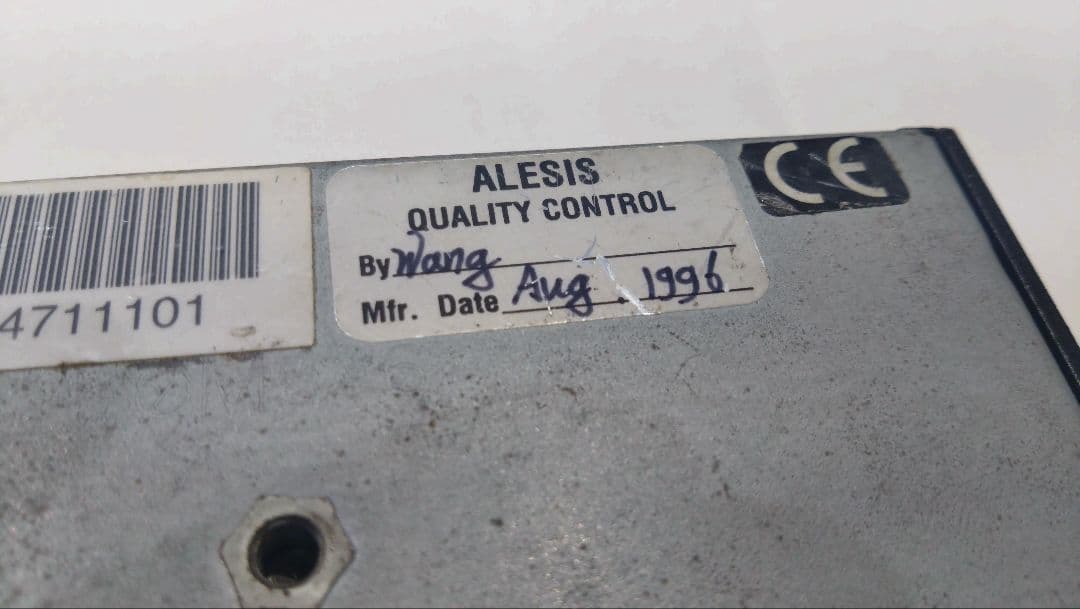 ALESIS
QUALITY CONTROL
By Wang
Mfr. Date Aug. 1996
CE
4711101